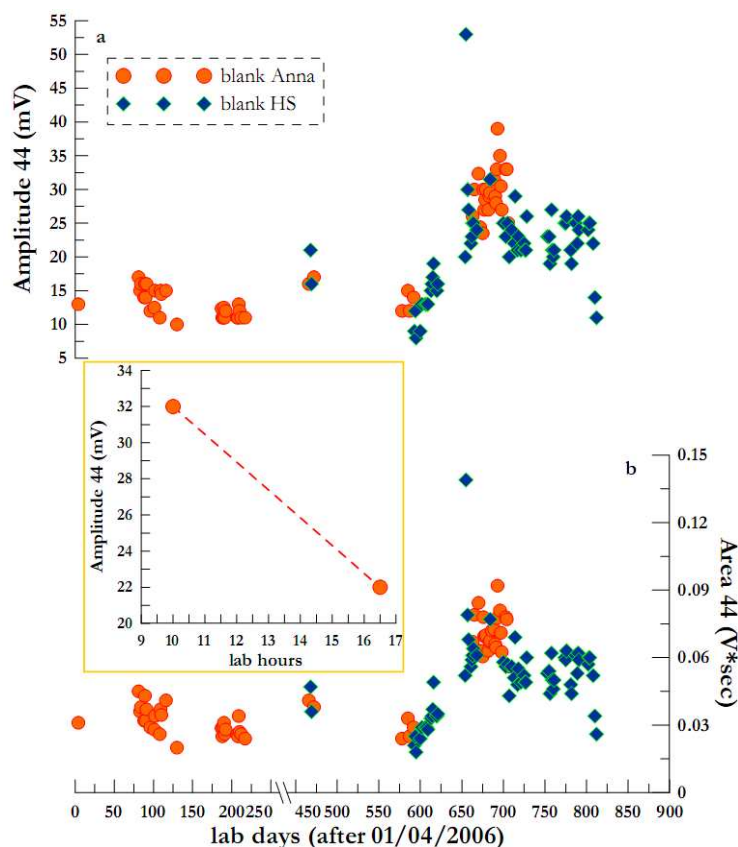 55
50
45
40
35
30
25
20
15
10
5
Amplitude 44 (mV)
a
blank Anna
blank HS
34
32
30
28
26
24
22
20
Amplitude 44 (mV)
9 10 11 12 13 14 15 16 17
lab hours
b
0.15
0.12
0.09
0.06
0.03
0
Area 44 (V*sec)
0 50 100 150 200 250 450 500 550 600 650 700 750 800 850 900
lab days (after 01/04/2006)